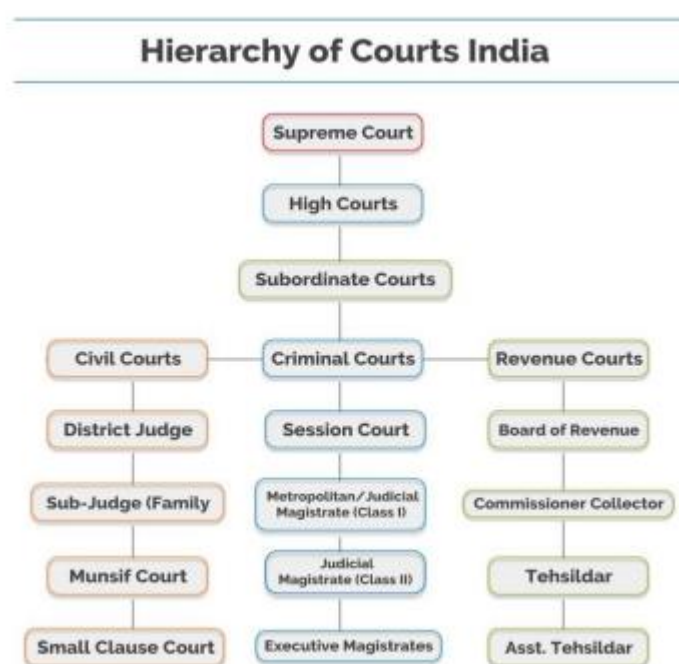 Hierarchy of Courts India
Supreme Court
High Courts
Subordinate Courts
Civil Courts
Criminal Courts
Revenue Courts
District Judge
Session Court
Board of Revenue
Sub-Judge (Family
Metropolitan/Judicial
Magistrate (Class I)
Commissioner Collector
Munsif Court
Judicial
Magistrate (Class II)
Tehsildar
Small Clause Court
Executive Magistrates
Asst. Tehsildar